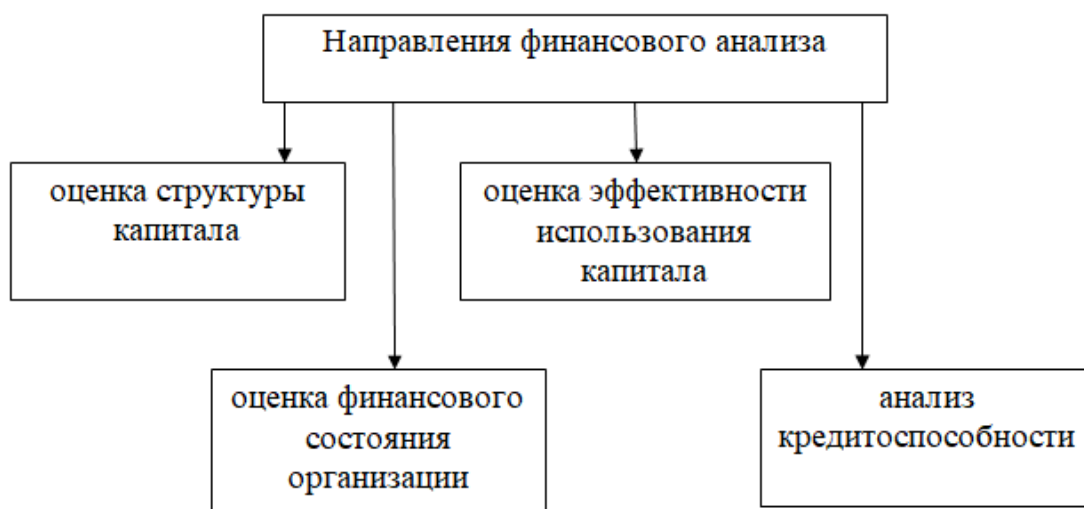 Направления финансового анализа
оценка структуры
капитала
оценка эффективности
использования
капитала
оценка финансового
состояния
организации
анализ
кредитоспособности